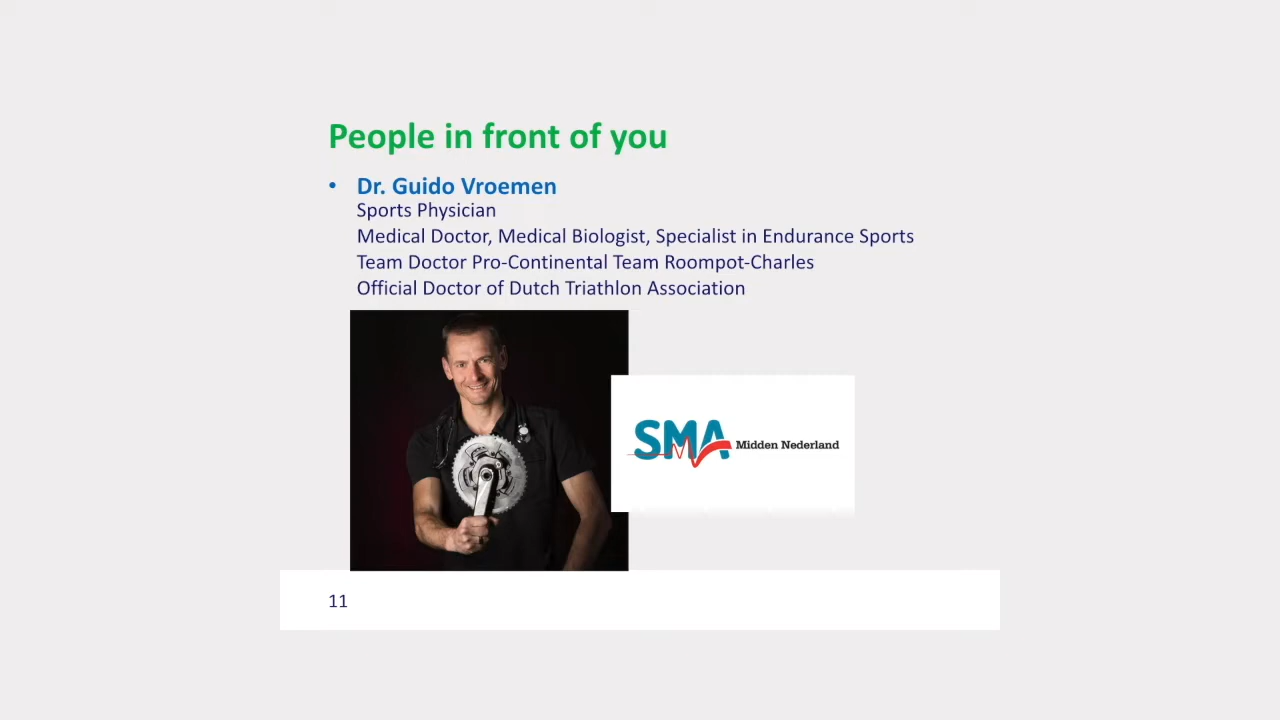 People in front of you
• Dr. Guido Vroemen
Sports Physician
Medical Doctor, Medical Biologist, Specialist in Endurance Sports
Team Doctor Pro-Continental Team Roompot-Charles
Official Doctor of Dutch Triathlon Association
SMA Midden Nederland
11